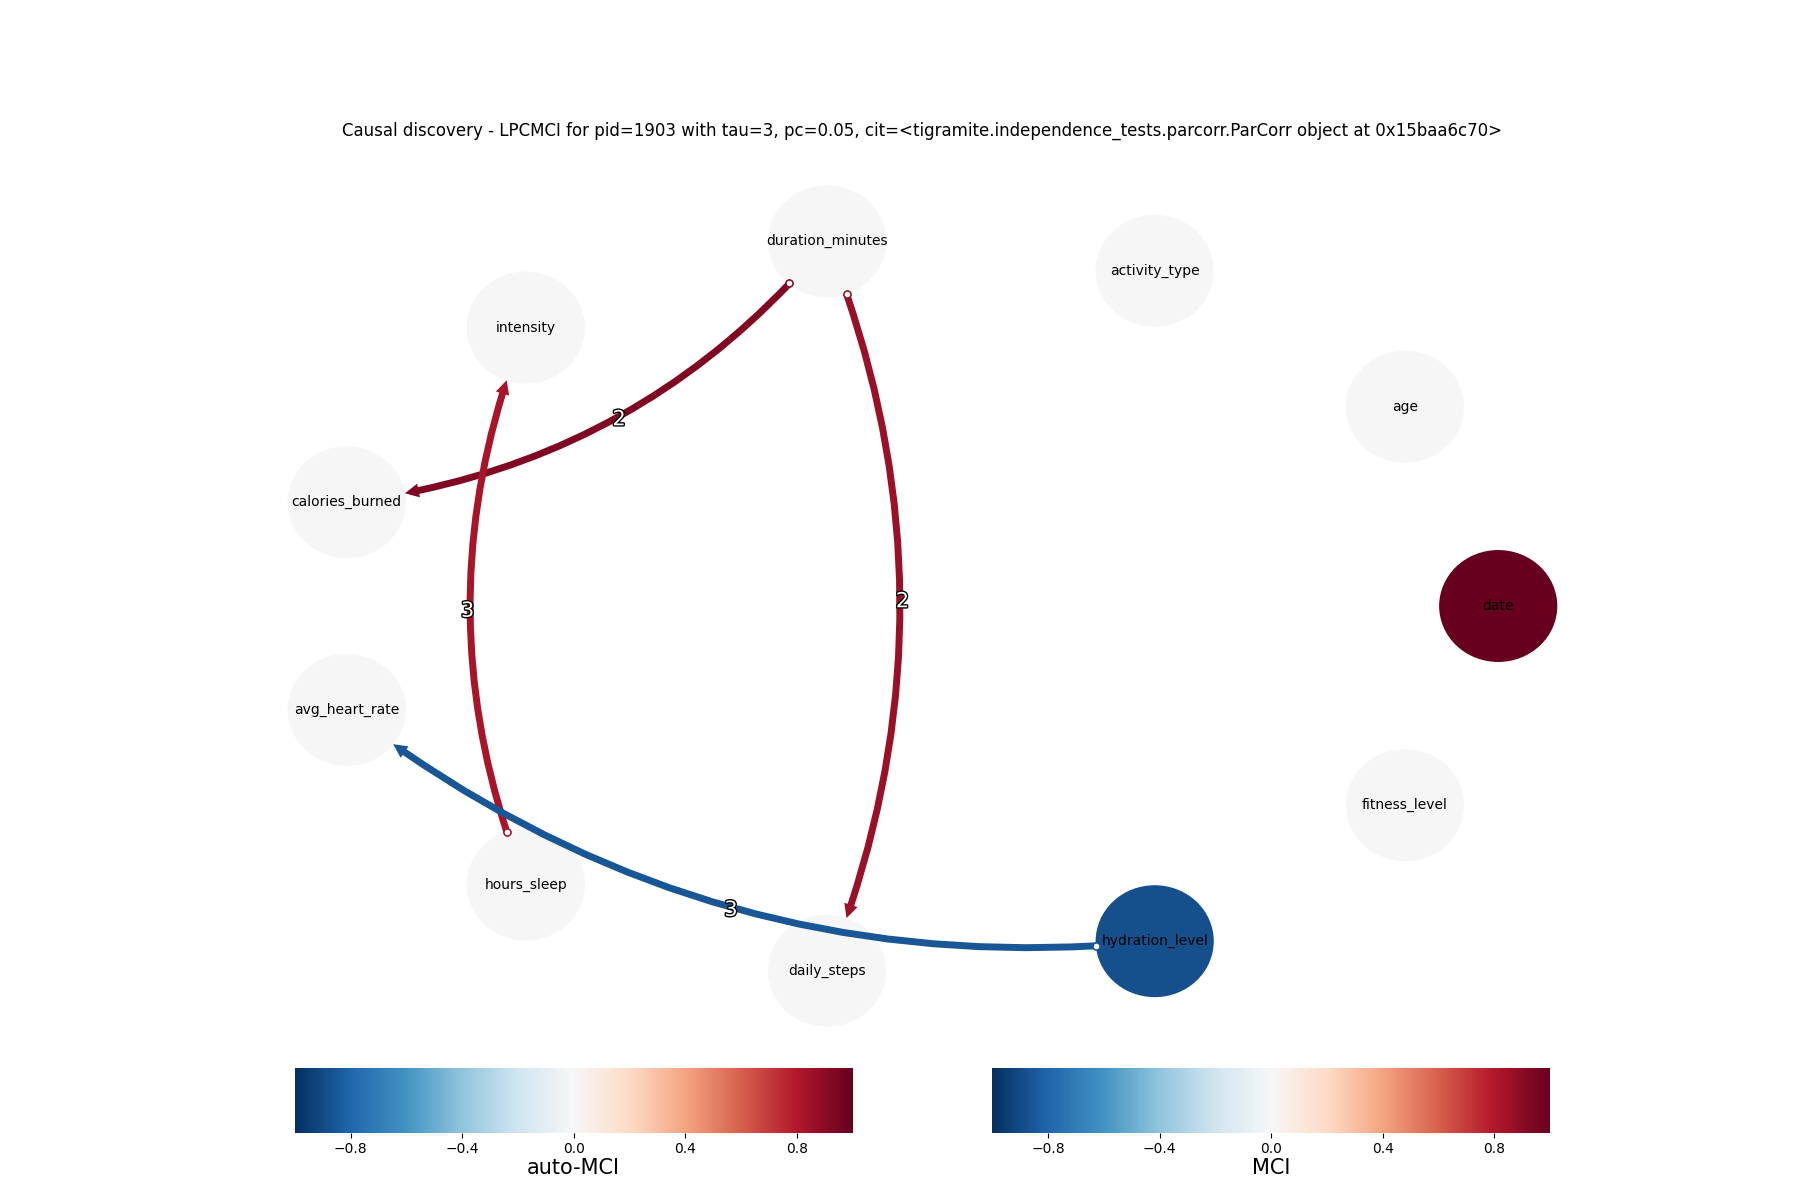 Causal discovery - LPCMCI for pid=1903 with tau=3, pc=0.05, cit=<tigramite.independence_tests.parcorr.ParCorr object at 0x15baa6c70>
duration_minutes
activity_type
intensity
age
2
calories_burned
2
date
3
avg_heart_rate
fitness_level
hours_sleep
3
hydration_level
daily_steps
−0.8 −0.4 0.0 0.4 0.8
auto-MCI
−0.8 −0.4 0.0 0.4 0.8
MCI